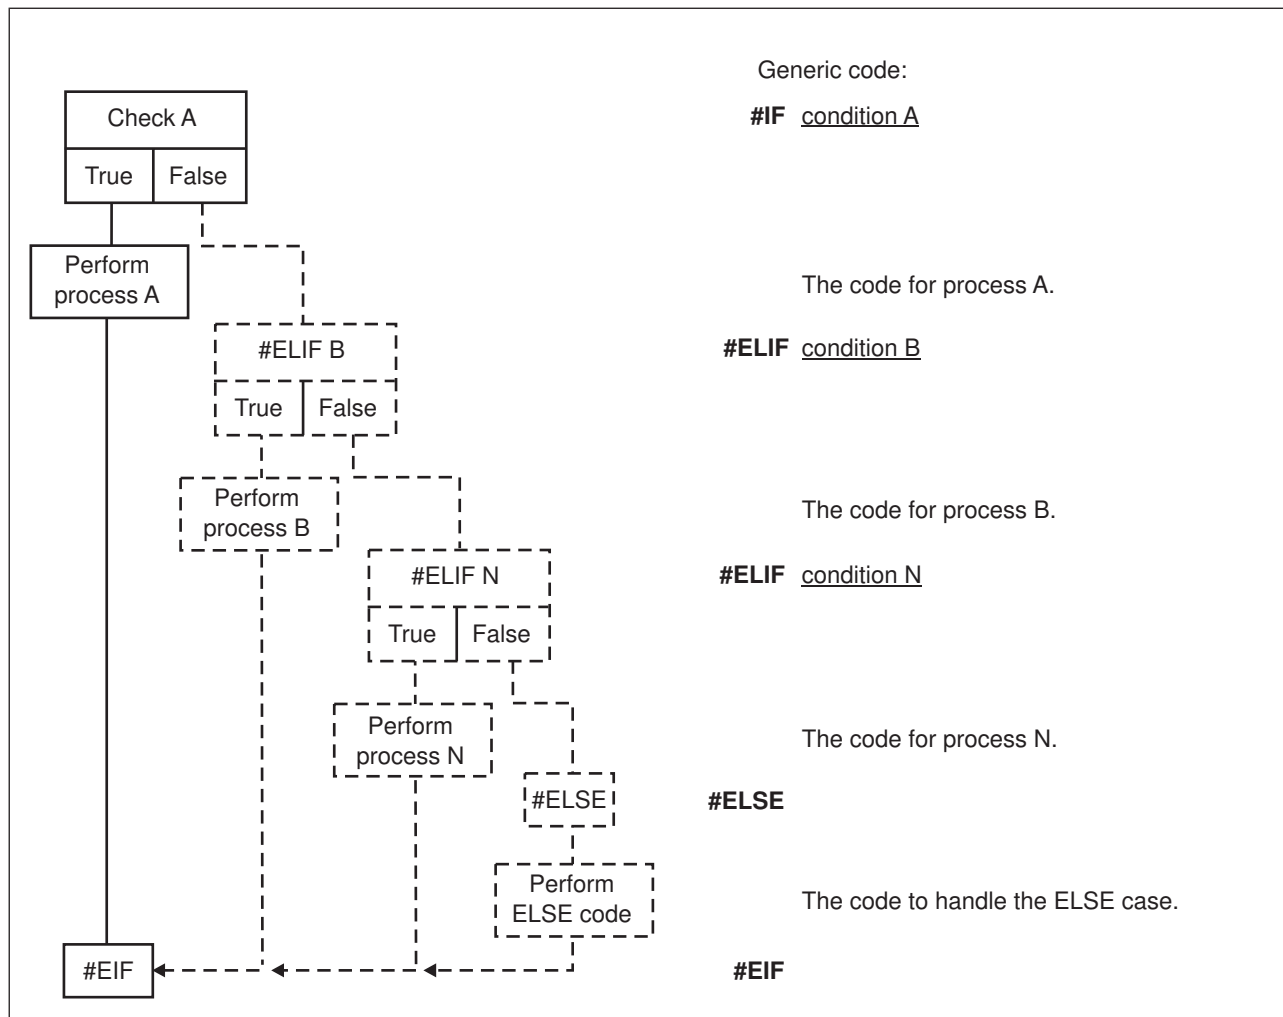 Generic code:
Check A
#IF condition A
True False
Perform
process A
The code for process A.
#ELIF B
#ELIF condition B
True False
Perform
process B
The code for process B.
#ELIF N
#ELIF condition N
True False
Perform
process N
The code for process N.
#ELSE
#ELSE
Perform
ELSE code
The code to handle the ELSE case.
#EIF
#EIF